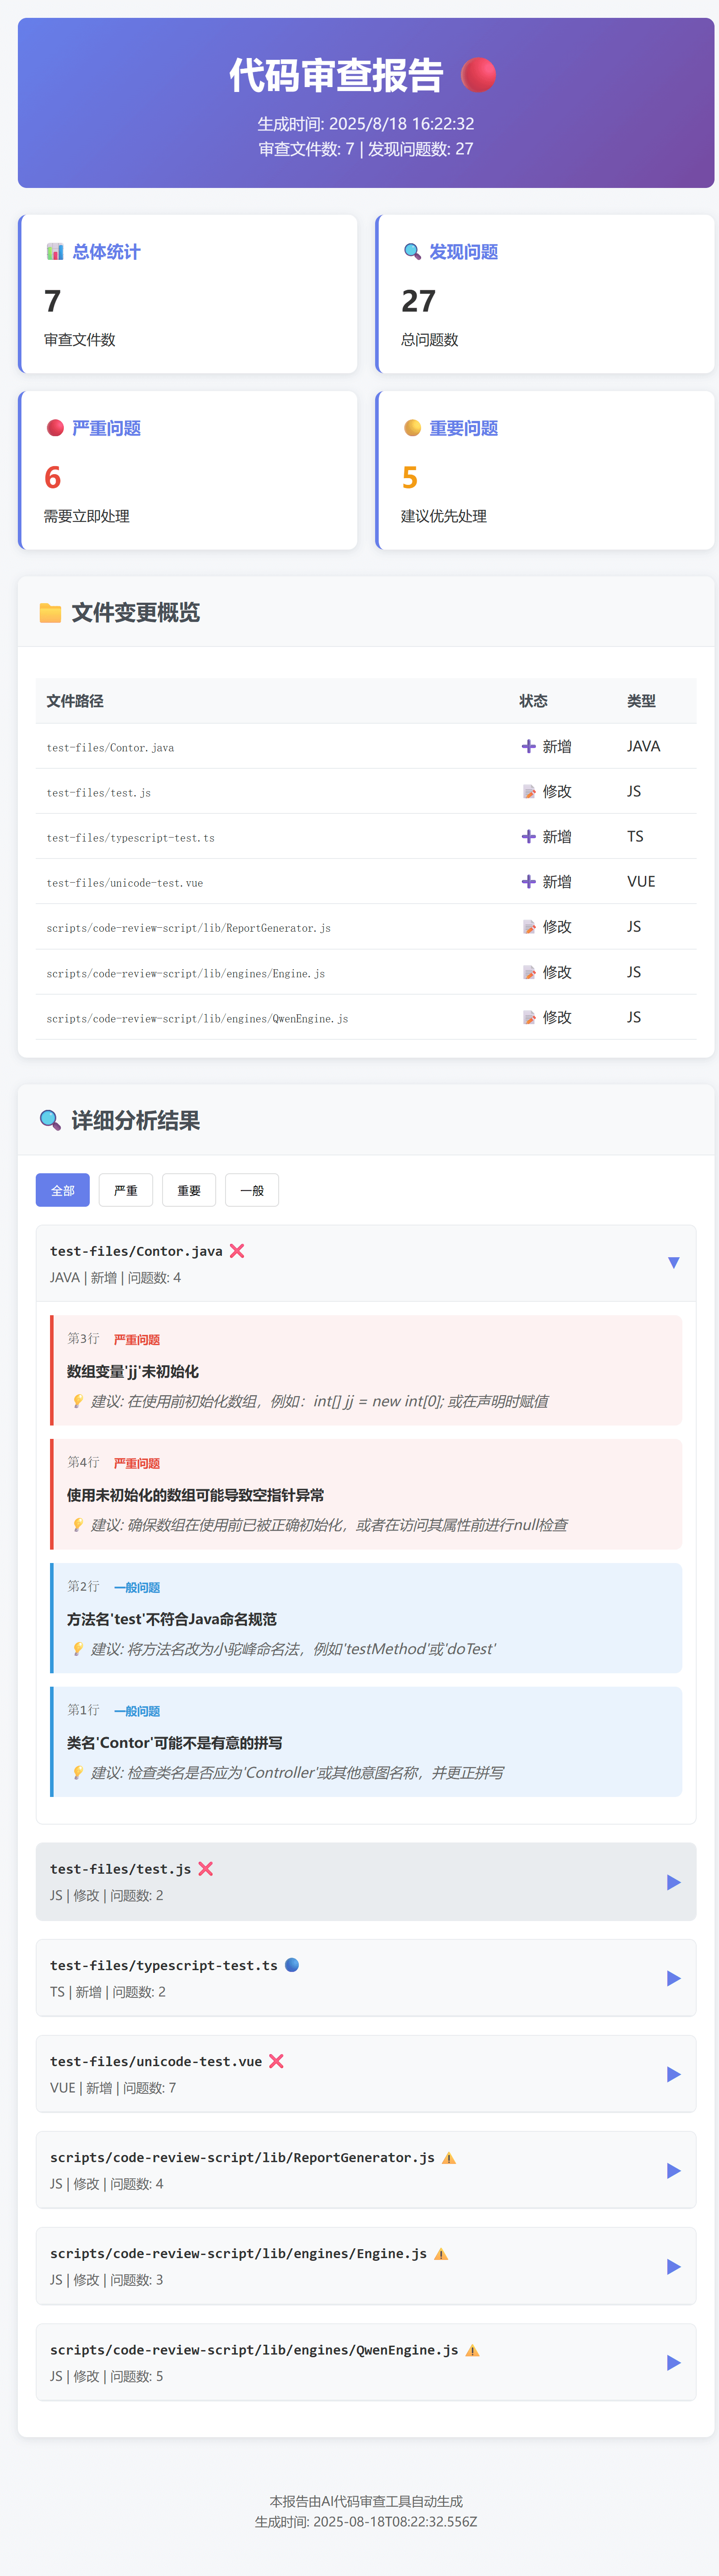 代码审查报告
生成时间: 2025/8/18 16:22:32
审查文件数: 7 | 发现问题数: 27
总体统计
7
审查文件数
发现问题
27
总问题数
严重问题
6
需要立即处理
重要问题
5
建议优先处理
文件变更概览
文件路径 状态 类型
test-files/Contor.java 新增 JAVA
test-files/test.js 修改 JS
test-files/typescript-test.ts 新增 TS
test-files/unicode-test.vue 新增 VUE
scripts/code-review-script/lib/ReportGenerator.js 修改 JS
scripts/code-review-script/lib/engines/Engine.js 修改 JS
scripts/code-review-script/lib/engines/QwenEngine.js 修改 JS
详细分析结果
全部 严重 重要 一般
test-files/Contor.java
JAVA | 新增 | 问题数: 4
第3行 严重问题
数组变量'jj'未初始化
建议: 在使用前初始化数组，例如：int[] jj = new int[0]; 或在声明时赋值
第4行 严重问题
使用未初始化的数组可能导致空指针异常
建议: 确保数组在使用前已被正确初始化，或者在访问其属性前进行null检查
第2行 一般问题
方法名'test'不符合Java命名规范
建议: 将方法名改为小驼峰命名法，例如'testMethod'或'doTest'
第1行 一般问题
类名'Contor'可能不是有意的拼写
建议: 检查类名是否应为'Controller'或其他意图名称，并更正拼写
test-files/test.js
JS | 修改 | 问题数: 2
test-files/typescript-test.ts
TS | 新增 | 问题数: 2
test-files/unicode-test.vue
VUE | 新增 | 问题数: 7
scripts/code-review-script/lib/ReportGenerator.js
JS | 修改 | 问题数: 4
scripts/code-review-script/lib/engines/Engine.js
JS | 修改 | 问题数: 3
scripts/code-review-script/lib/engines/QwenEngine.js
JS | 修改 | 问题数: 5
本报告由AI代码审查工具自动生成
生成时间: 2025-08-18T08:22:32.556Z